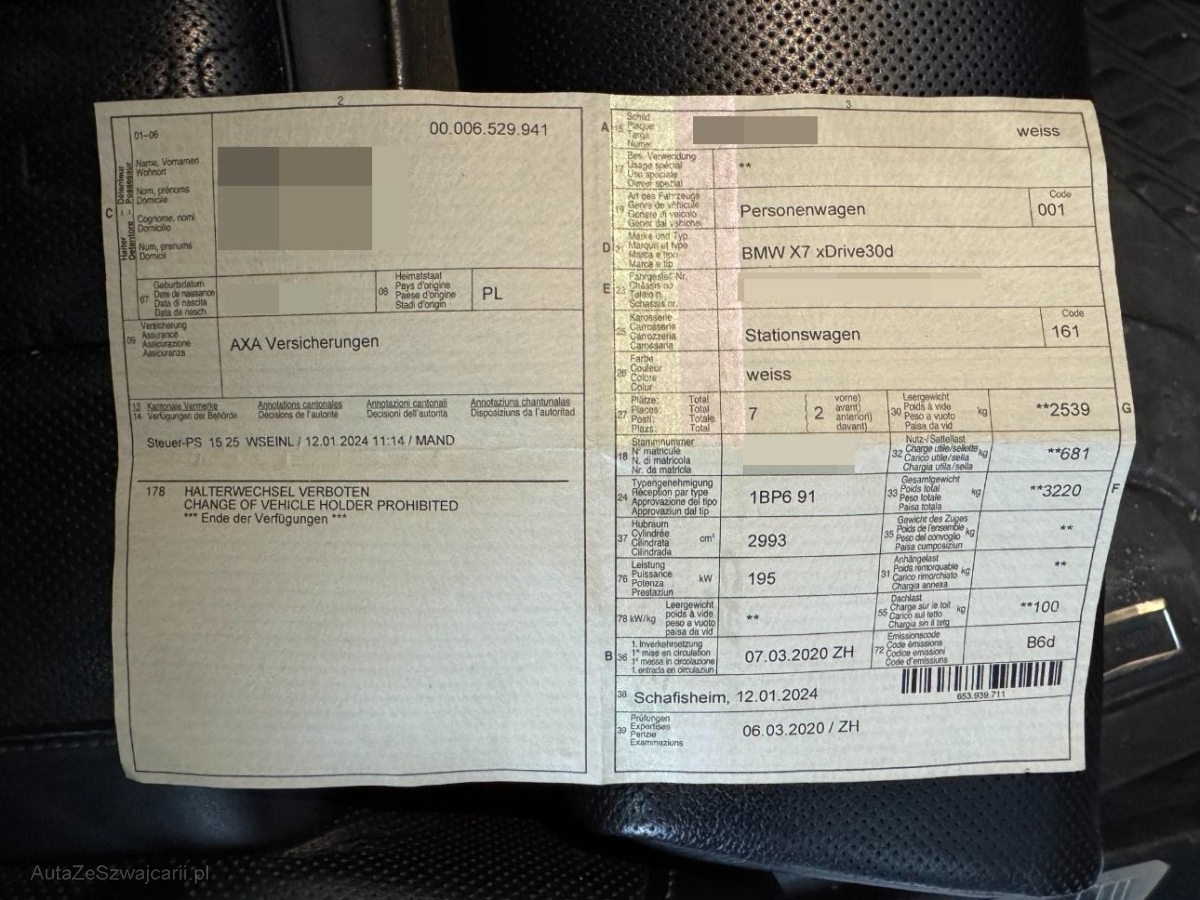 2
01-06
00.006.529.941
C
Halter
Détenteur
Detentore
Possessur
Name, Vornamen
Wohnort
Nom, prénoms
Domicile
Cognome, nomi
Domicilio
Num, prenums
Domicil
07
Geburtsdatum
Date de naissance
Data di nascita
Data da nasch.
08
Heimatstaat
Pays d'origine
Paese d'origine
Stadi d'origin
PL
09
Versicherung
Assurance
Assicurazione
Assicuranza
AXA Versicherungen
13 Kantonale Vermerke Annotations cantonales Annotazioni cantonali Annotaziuns chantunalas
14 Verfügungen der Behörde Décisions de l'autorité Decisioni dell'autorità Disposiziuns da l'autoritad
Steuer-PS 15 25 WSEINL / 12.01.2024 11:14 / MAND
178 HALTERWECHSEL VERBOTEN
CHANGE OF VEHICLE HOLDER PROHIBITED
*** Ende der Verfügungen ***
3
A 15
Schild
Plaque
Targa
Numer
weiss
17
Bes. Verwendung
Usage spécial
Uso speciale
Diever spezial
**
19
Art des Fahrzeugs
Genre de véhicule
Genere di veicolo
Gener dal vehichel
Personenwagen
Code
001
D 21
Marke und Typ
Marque et type
Marca e tipo
Marca e tip
BMW X7 xDrive30d
E 23
Fahrgestell-Nr.
Châssis no
Telaio n.
Schassis nr.
25
Karosserie
Carrosserie
Carrozzeria
Carossaria
Stationswagen
Code
161
26
Farbe
Couleur
Colore
Colur
weiss
27
Plätze: Total
Places: Total
Posti: Totale
Plazs: Total
7
2
vorne)
avant)
anteriori)
davant)
30
Leergewicht
Poids à vide
Peso a vuoto
Paisa da vid
kg
**2539
G
18
Stammnummer
N° matricule
N. di matricola
Nr. da matricla
32
Nutz-/Sattellast
Charge utile/sellette
Carico utile/sella
Chargia utila/sella
kg
**681
24
Typengenehmigung
Réception par type
Approvazione del tipo
Approvaziun dal tip
1BP6 91
33
Gesamtgewicht
Poids total
Peso totale
Paisa totala
kg
**3220
F
37
Hubraum
Cylindrée
Cilindrata
Cilindrada
cm³
2993
35
Gewicht des Zuges
Poids de l'ensemble
Peso del convoglio
Paisa cumposiziun
kg
**
76
Leistung
Puissance
Potenza
Prestaziun
kW
195
31
Anhängelast
Poids remorquable
Carico rimorchiato
Chargia annexa
kg
**
78 kW/kg
Leergewicht
poids à vide
peso a vuoto
paisa da vid
**
55
Dachlast
Charge sur le toit
Carico sul tetto
Chargia sin il tetg
kg
**100
B 36
1. Inverkehrsetzung
1re mise en circulation
1a messa in circolazione
1. entrada en circulaziun
07.03.2020 ZH
72
Emissionscode
Code émissions
Codice emissioni
Code d'emissiuns
B6d
38
Schafisheim, 12.01.2024
653.939.711
39
Prüfungen
Expertises
Perizie
Examinaziuns
06.03.2020 / ZH
AutaZeSzwajcarii.pl